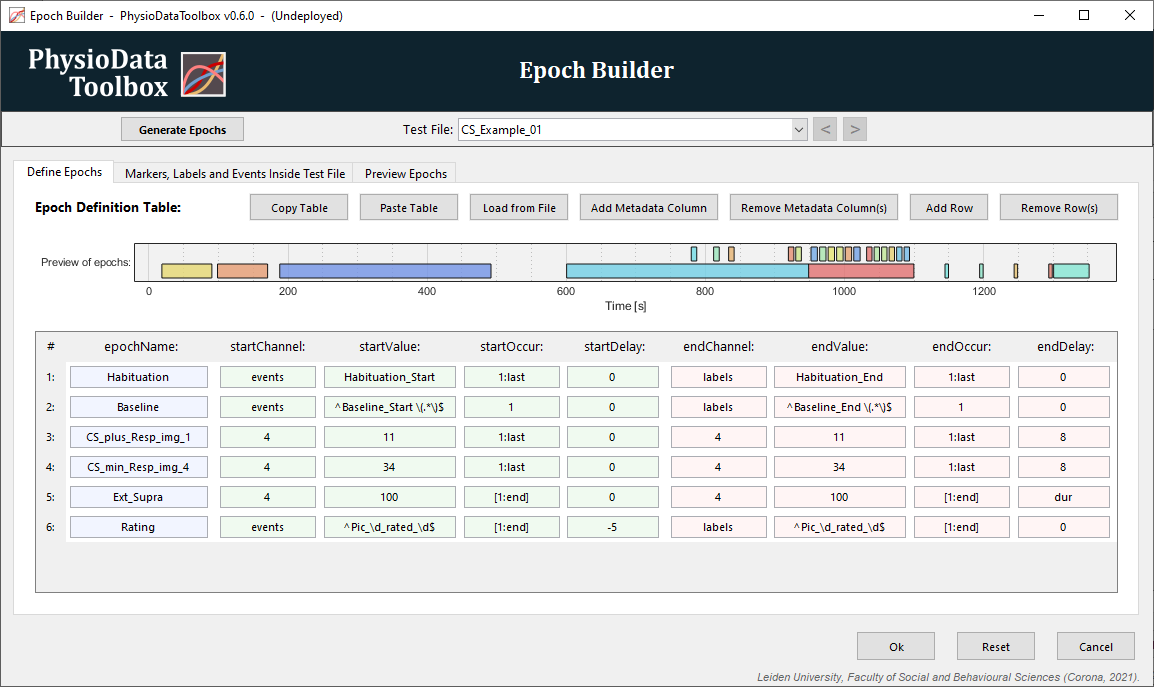 Epoch Builder - PhysioDataToolbox v0.6.0 - (Undeployed)
PhysioData
Toolbox
Epoch Builder
Generate Epochs
Test File: CS_Example_01 < >
Define Epochs Markers, Labels and Events Inside Test File Preview Epochs
Epoch Definition Table: Copy Table Paste Table Load from File Add Metadata Column Remove Metadata Column(s) Add Row Remove Row(s)
Preview of epochs:
0 200 400 600 800 1000 1200
Time [s]
# epochName: startChannel: startValue: startOccur: startDelay: endChannel: endValue: endOccur: endDelay:
1: Habituation events Habituation_Start 1:last 0 labels Habituation_End 1:last 0
2: Baseline events ^Baseline_Start \(.*\)$ 1 0 labels ^Baseline_End \(.*\)$ 1 0
3: CS_plus_Resp_img_1 4 11 1:last 0 4 11 1:last 8
4: CS_min_Resp_img_4 4 34 1:last 0 4 34 1:last 8
5: Ext_Supra 4 100 [1:end] 0 4 100 [1:end] dur
6: Rating events ^Pic_\d_rated_\d$ [1:end] -5 labels ^Pic_\d_rated_\d$ [1:end] 0
Ok Reset Cancel
Leiden University, Faculty of Social and Behavioural Sciences (Corona, 2021).